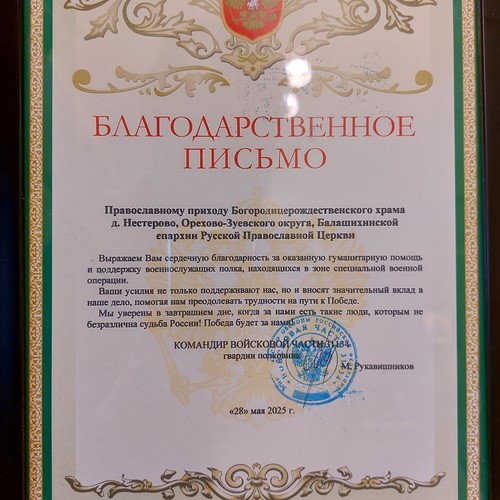 БЛАГОДАРСТВЕННОЕ
ПИСЬМО
Православному приходу Богородицерождественского храма
д. Нестерово, Орехово-Зуевского округа, Балашихинской
епархии Русской Православной Церкви
Выражаем Вам сердечную благодарность за оказанную гуманитарную помощь
и поддержку военнослужащих полка, находящихся в зоне специальной военной
операции.
Ваши усилия не только поддерживают нас, но и вносят значительный вклад в
наше дело, помогая нам преодолевать трудности на пути к Победе.
Мы уверены в завтрашнем дне, когда за нами есть такие люди, которым не
безразлична судьба России! Победа будет за нами!
КОМАНДИР ВОЙСКОВОЙ ЧАСТИ 31134
гвардии полковник
М. Рукавишников
«28» мая 2025 г.